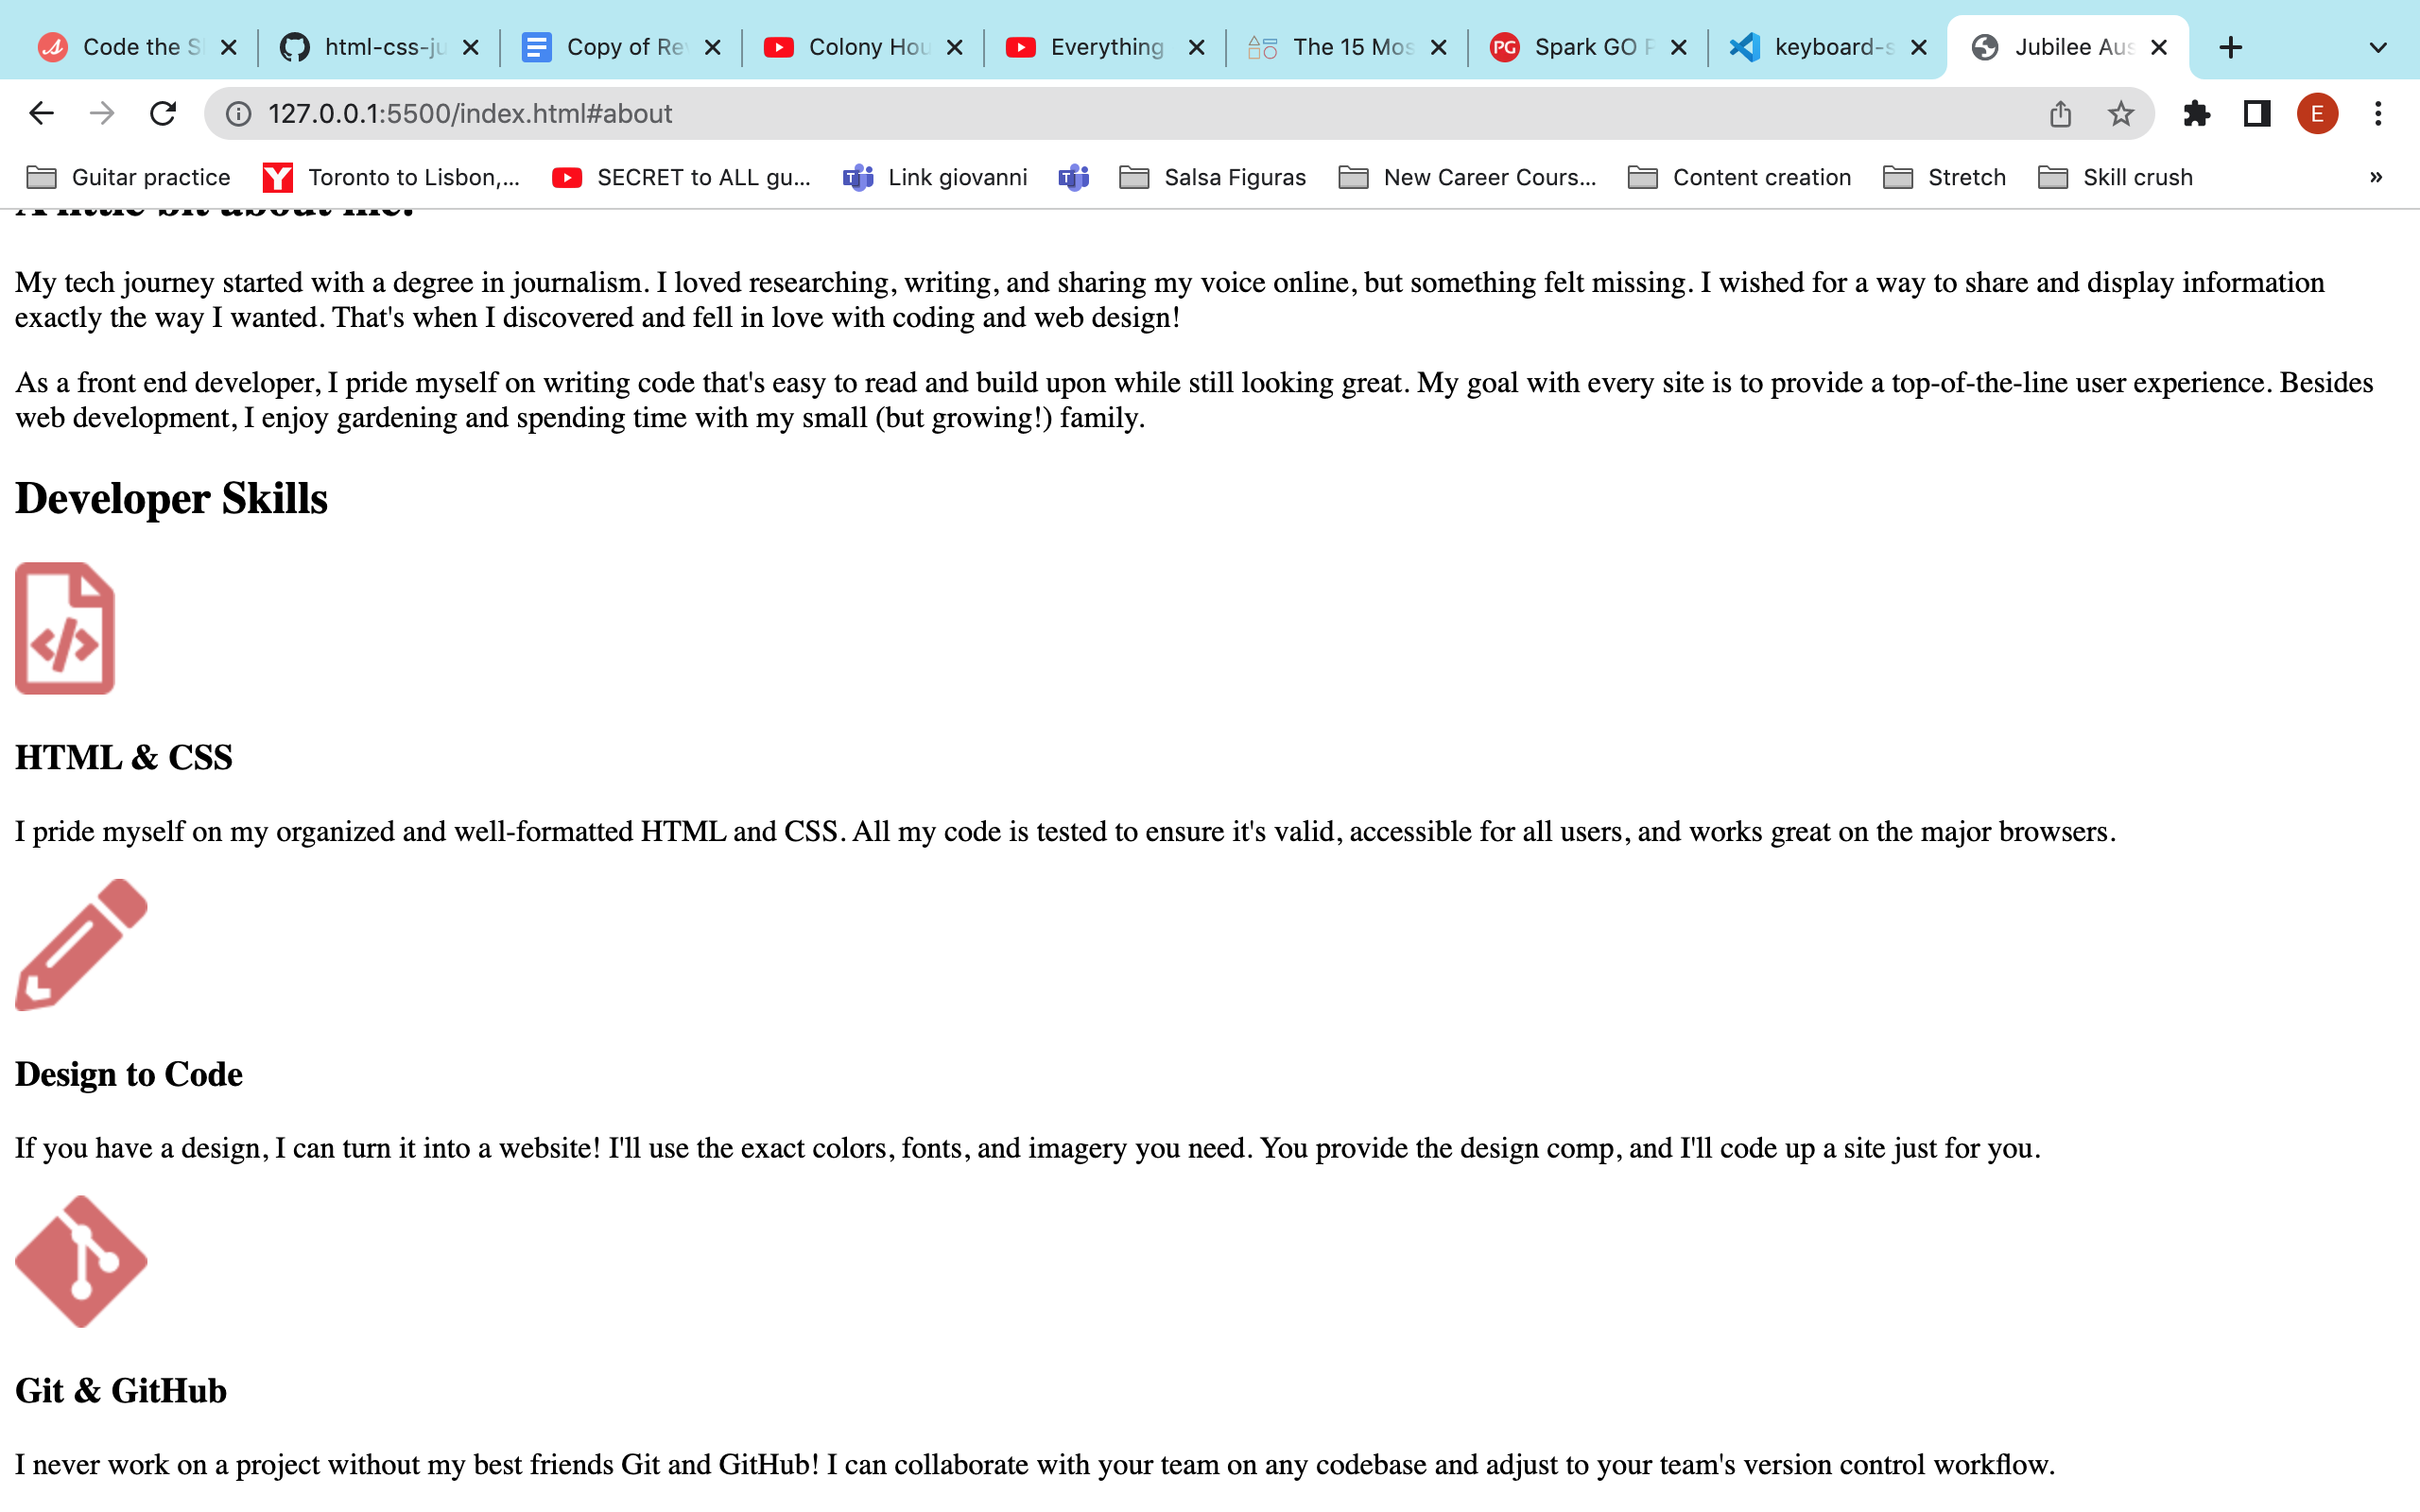 Code the S
html-css-ju
Copy of Re
Colony Hou
Everything
The 15 Mos
Spark GO
keyboard-s
Jubilee Aus
127.0.0.1:5500/index.html#about
E
Guitar practice
Toronto to Lisbon,...
SECRET to ALL gu...
Link giovanni
Salsa Figuras
New Career Cours...
Content creation
Stretch
Skill crush
»
A little bit about me!
My tech journey started with a degree in journalism. I loved researching, writing, and sharing my voice online, but something felt missing. I wished for a way to share and display information
exactly the way I wanted. That's when I discovered and fell in love with coding and web design!
As a front end developer, I pride myself on writing code that's easy to read and build upon while still looking great. My goal with every site is to provide a top-of-the-line user experience. Besides
web development, I enjoy gardening and spending time with my small (but growing!) family.
Developer Skills
HTML & CSS
I pride myself on my organized and well-formatted HTML and CSS. All my code is tested to ensure it's valid, accessible for all users, and works great on the major browsers.
Design to Code
If you have a design, I can turn it into a website! I'll use the exact colors, fonts, and imagery you need. You provide the design comp, and I'll code up a site just for you.
Git & GitHub
I never work on a project without my best friends Git and GitHub! I can collaborate with your team on any codebase and adjust to your team's version control workflow.